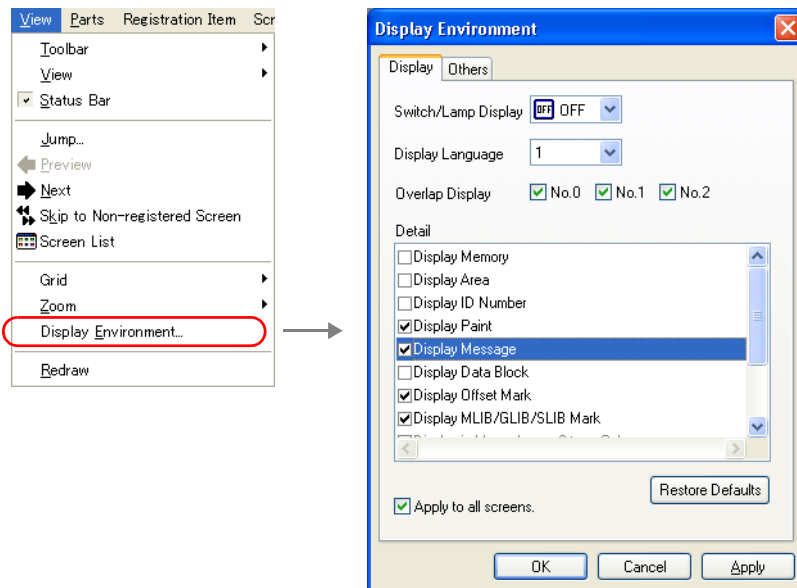 View Parts Registration Item Scr
Toolbar
View
Status Bar
Jump...
Preview
Next
Skip to Non-registered Screen
Screen List
Grid
Zoom
Display Environment...
Redraw
Display Environment
Display Others
Switch/Lamp Display OFF OFF
Display Language 1
Overlap Display No.0 No.1 No.2
Detail
Display Memory
Display Area
Display ID Number
Display Paint
Display Message
Display Data Block
Display Offset Mark
Display MLIB/GLIB/SLIB Mark
Restore Defaults
Apply to all screens.
OK Cancel Apply